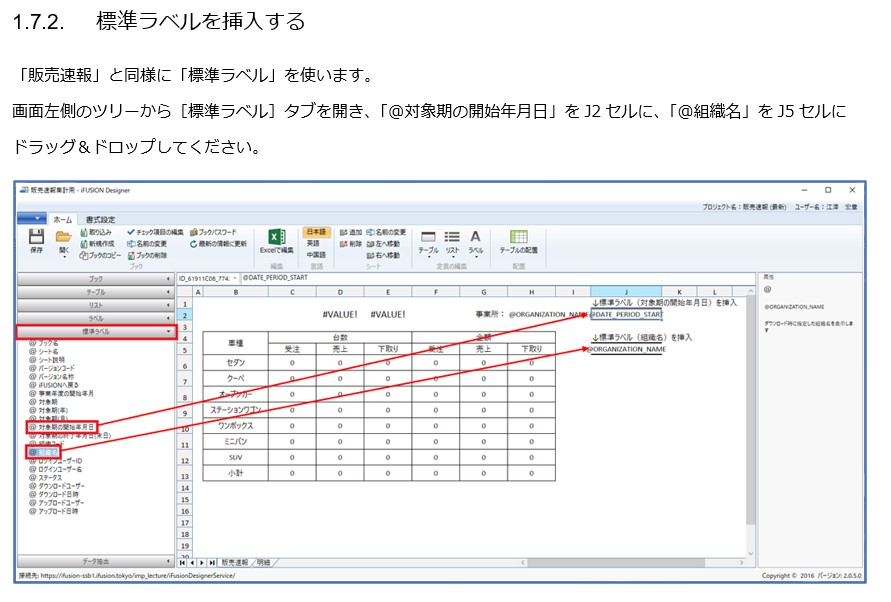 1.7.2. 標準ラベルを挿入する
「販売速報」と同様に「標準ラベル」を使います。
画面左側のツリーから［標準ラベル］タブを開き、「@対象期の開始年月日」を J2 セルに、「@組織名」を J5 セルに
ドラッグ＆ドロップしてください。
販売速報集計用 - iFUSION Designer
プロジェクト名：販売速報 (最新) ユーザー名：江澤 宏章
ホーム 書式設定
保存 開く 取り込み 新規作成 ブックのコピー チェック項目の編集 名前の変更 ブックの削除 ブックパスワード 最新の情報に更新
ブック
Excelで編集
編集
日本語 英語 中国語
言語
追加 削除 名前の変更 左へ移動 右へ移動
シート
テーブル リスト ラベル
定義の編集
テーブルの配置
配置
ブック
テーブル
リスト
ラベル
標準ラベル
@ ブック名
@ シート名
@ シート説明
@ バージョンコード
@ バージョン名称
@ iFUSIONへ戻る
@ 事業年度の開始年月
@ 対象期
@ 対象期(年)
@ 対象期(月)
@ 対象期の開始年月日
@ 対象期の終了年月日(末日)
@ 組織名
@ ログインユーザーID
@ ログインユーザー名
@ ステータス
@ ダウンロードユーザー
@ ダウンロード日時
@ アップロードユーザー
@ アップロード日時
データ抽出
ID_61911C08_774: @DATE_PERIOD_START
A B C D E F G H I J K L
1 ↓標準ラベル（対象期の開始年月日）を挿入
2 #VALUE! #VALUE! 事業所： @ORGANIZATION_NAME @DATE_PERIOD_START
3
4 車種 台数 金額 ↓標準ラベル（組織名）を挿入
5 受注 売上 下取り 受注 売上 下取り @ORGANIZATION_NAME
6 セダン 0 0 0 0 0 0
7 クーペ 0 0 0 0 0 0
8 オープンカー 0 0 0 0 0 0
9 ステーションワゴン 0 0 0 0 0 0
10 ワンボックス 0 0 0 0 0 0
11 ミニバン 0 0 0 0 0 0
12 SUV 0 0 0 0 0 0
13 小計 0 0 0 0 0 0
14
15
16
17
18
19
20
販売速報 明細
属性
@
@ORGANIZATION_NAME
ダウンロード時に指定した組織名を表示しま
す
接続先: https://ifusion-ssb1.ifusion.tokyo/imp_lecture/iFusionDesignerService/
Copyright © 2016 バージョン: 2.0.5.0